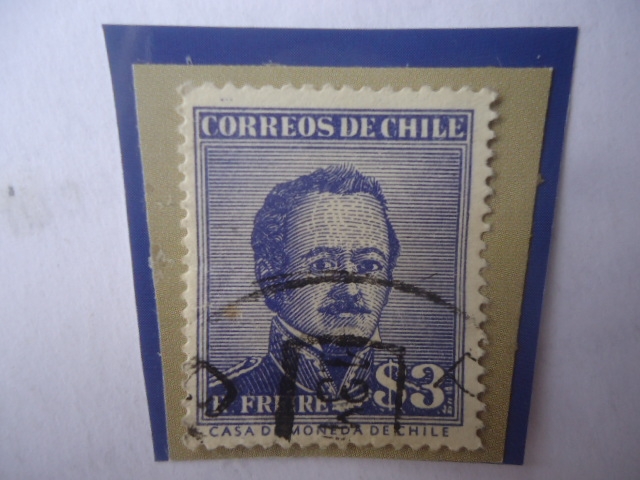 CORREOS DE CHILE
R. FREIRE $3
CASA DE MONEDA DE CHILE